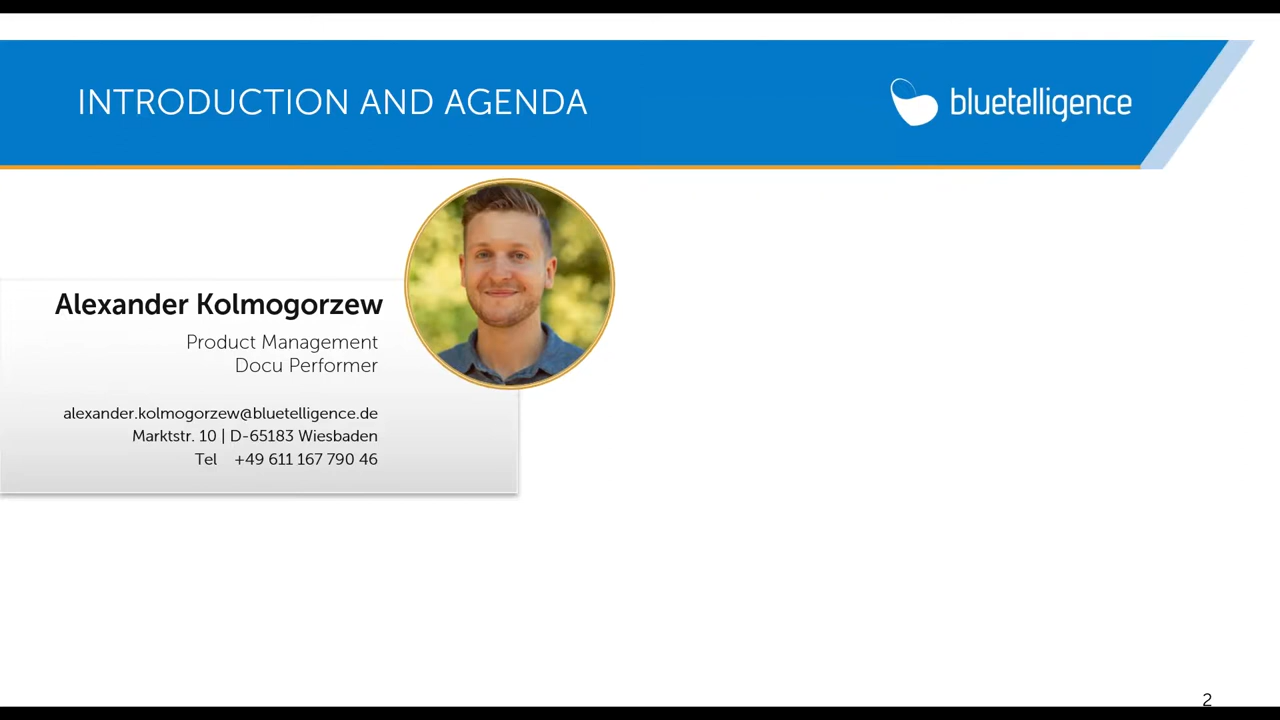 INTRODUCTION AND AGENDA
bluetelligence
Alexander Kolmogorzew
Product Management
Docu Performer
alexander.kolmogorzew@bluetelligence.de
Marktstr. 10 | D-65183 Wiesbaden
Tel +49 611 167 790 46
2